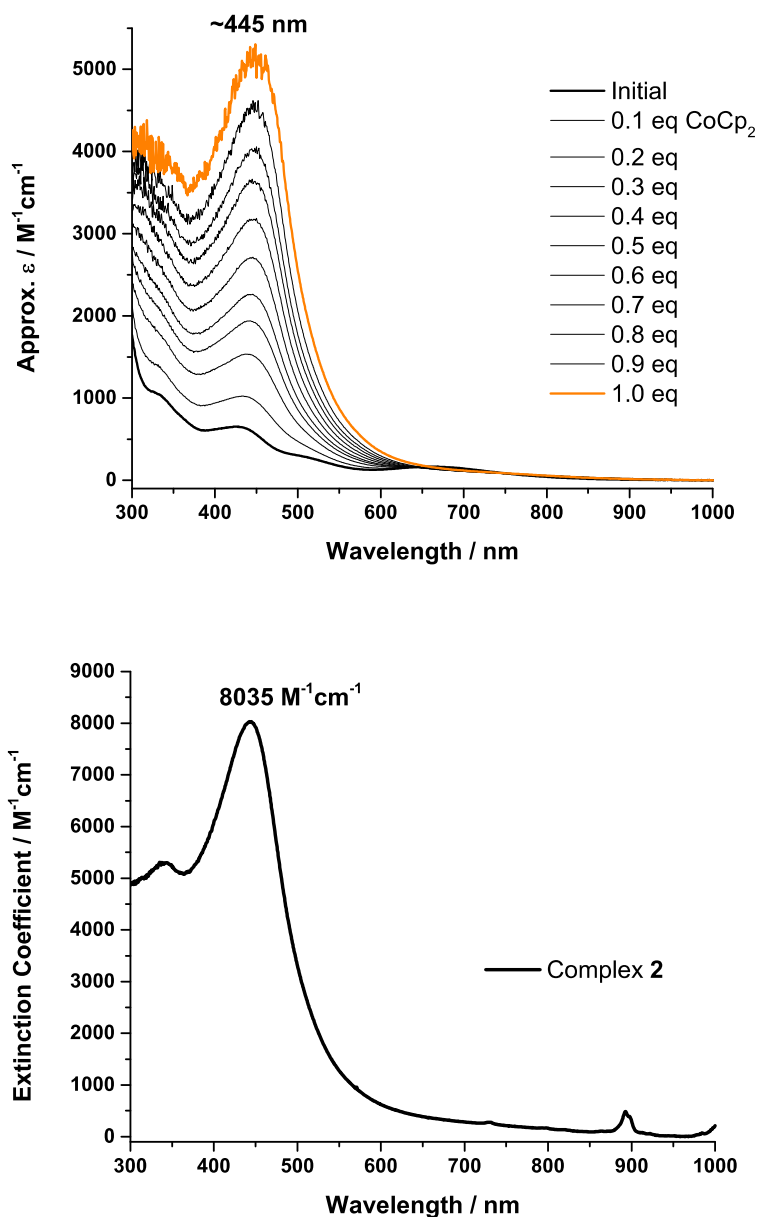 ~445 nm
5000
4000
3000
2000
1000
0
Approx. ε / M⁻¹cm⁻¹
Initial
0.1 eq CoCp₂
0.2 eq
0.3 eq
0.4 eq
0.5 eq
0.6 eq
0.7 eq
0.8 eq
0.9 eq
1.0 eq
300 400 500 600 700 800 900 1000
Wavelength / nm
9000
8000
7000
6000
5000
4000
3000
2000
1000
0
Extinction Coefficient / M⁻¹cm⁻¹
8035 M⁻¹cm⁻¹
Complex 2
300 400 500 600 700 800 900 1000
Wavelength / nm